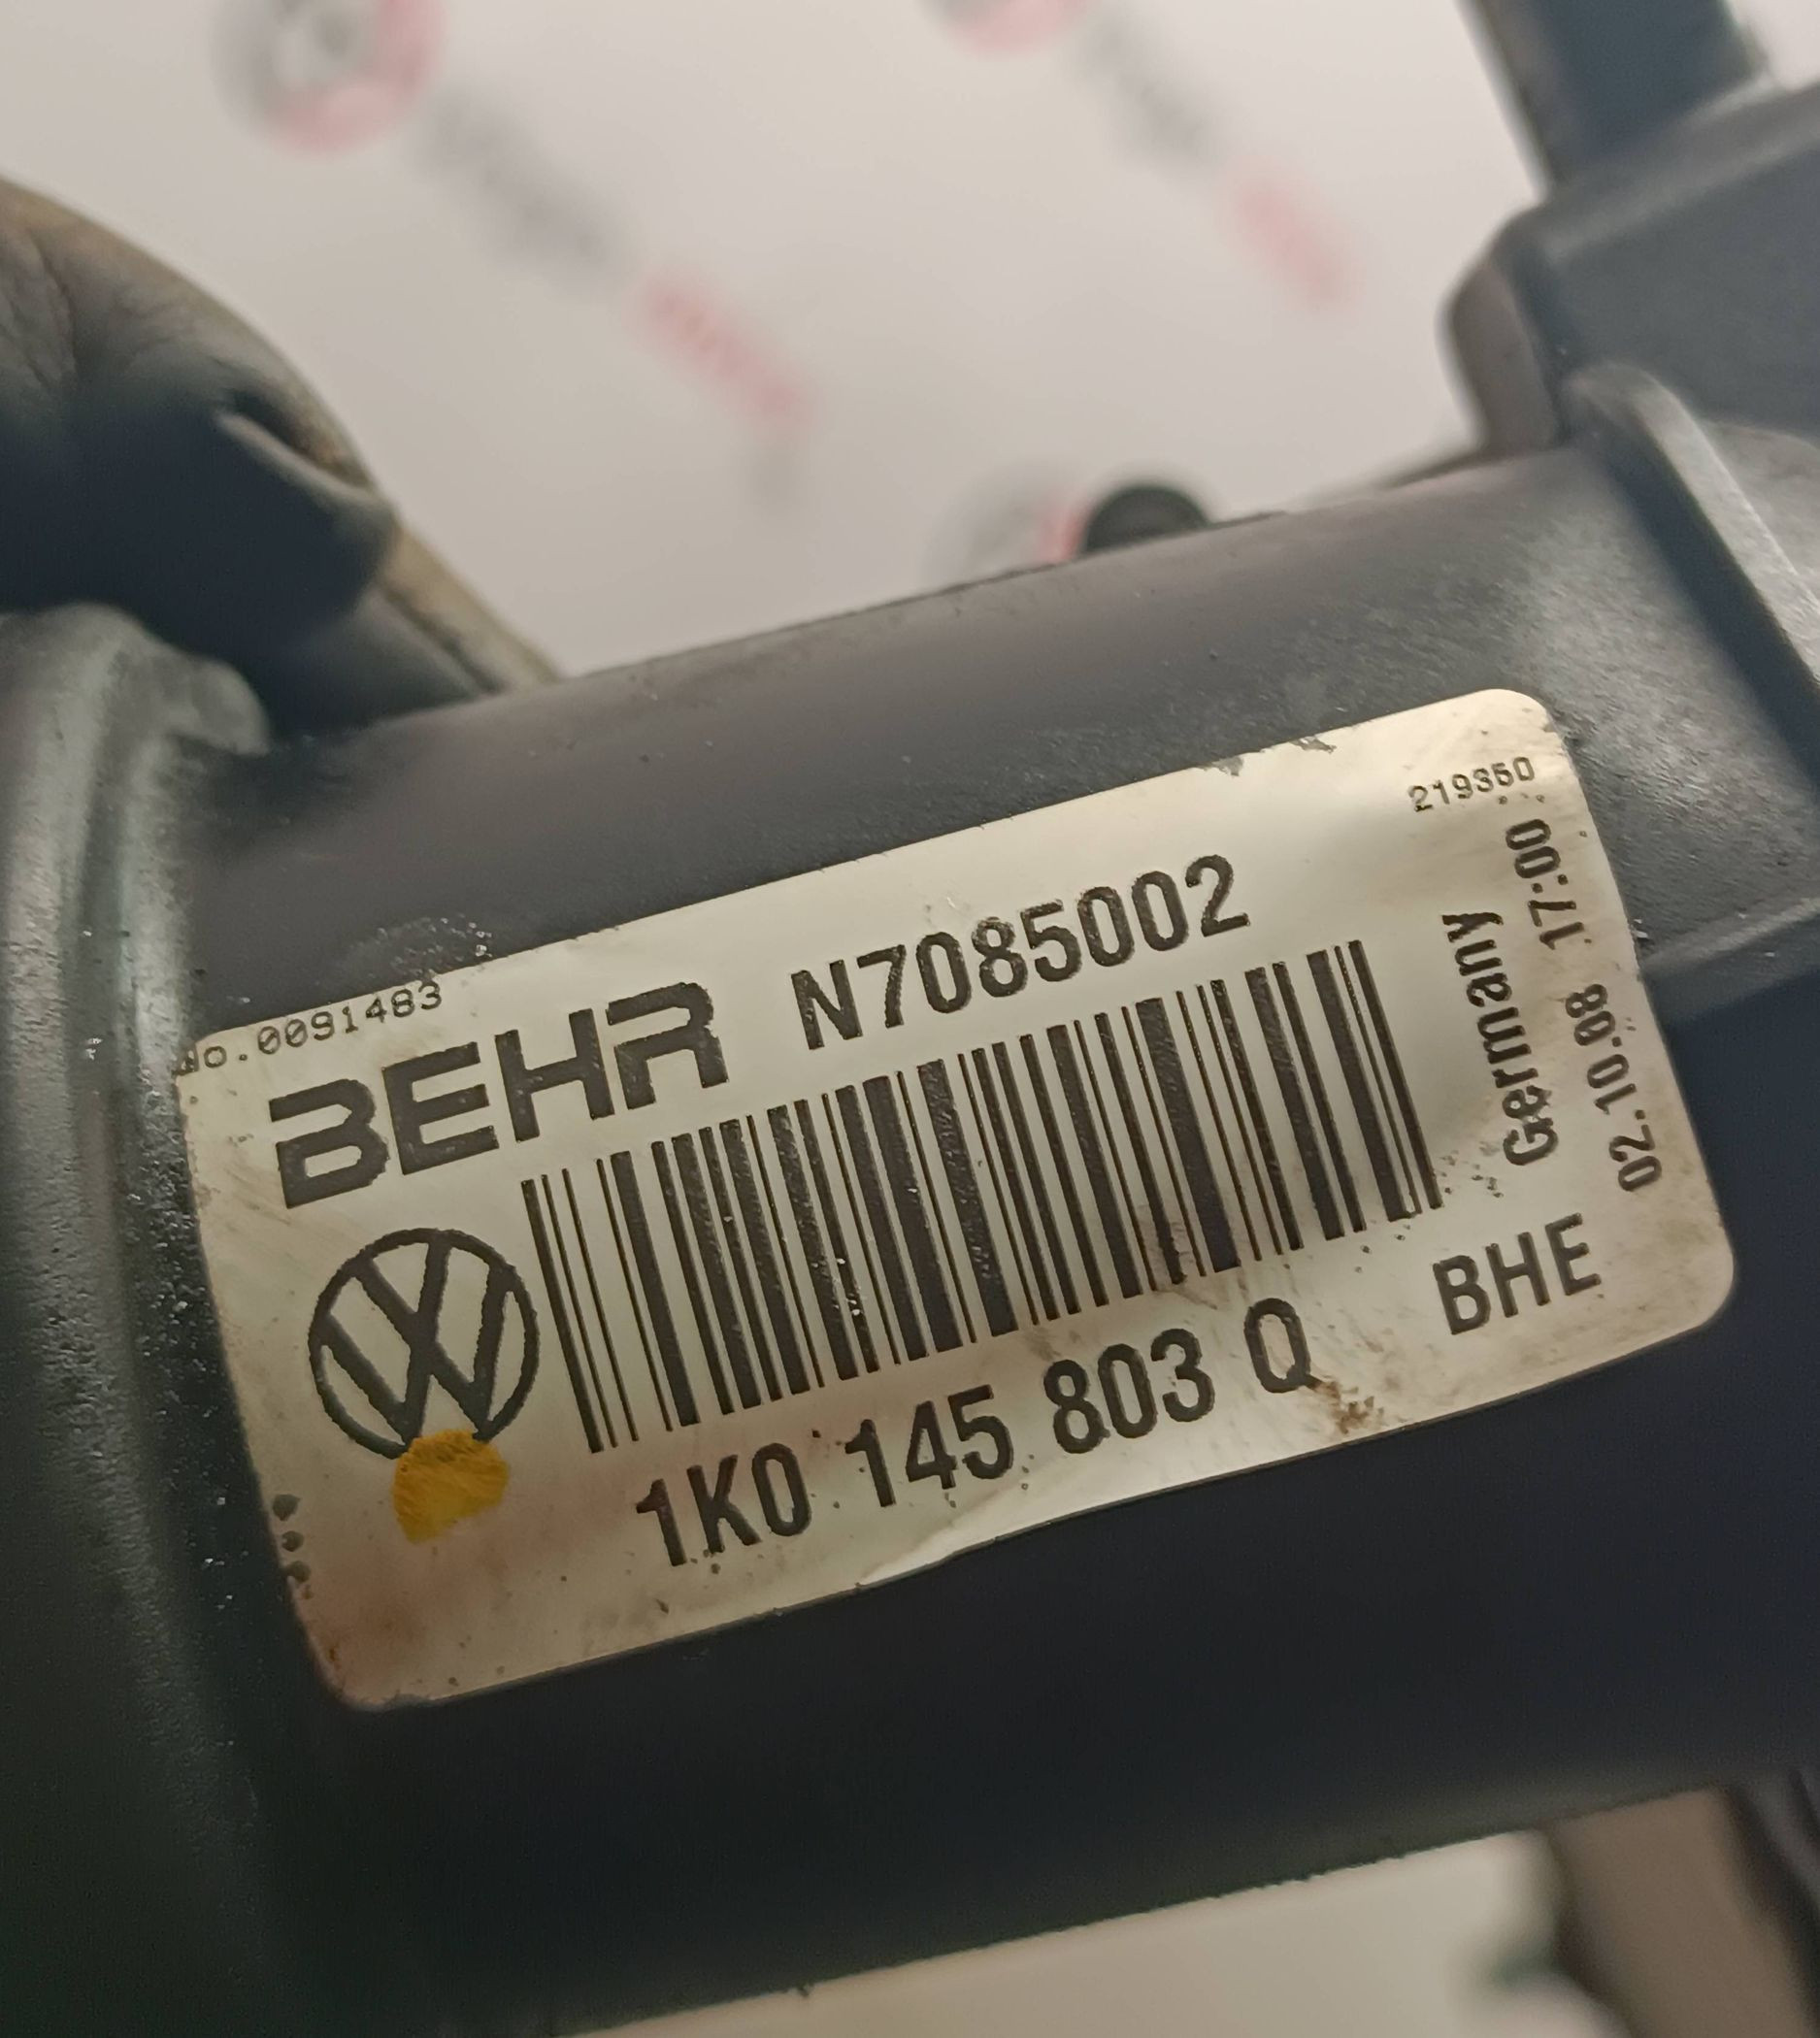 No.0091483
219350
BEHR N7085002
Germany
02.10.08 17:00
1K0 145 803 Q BHE